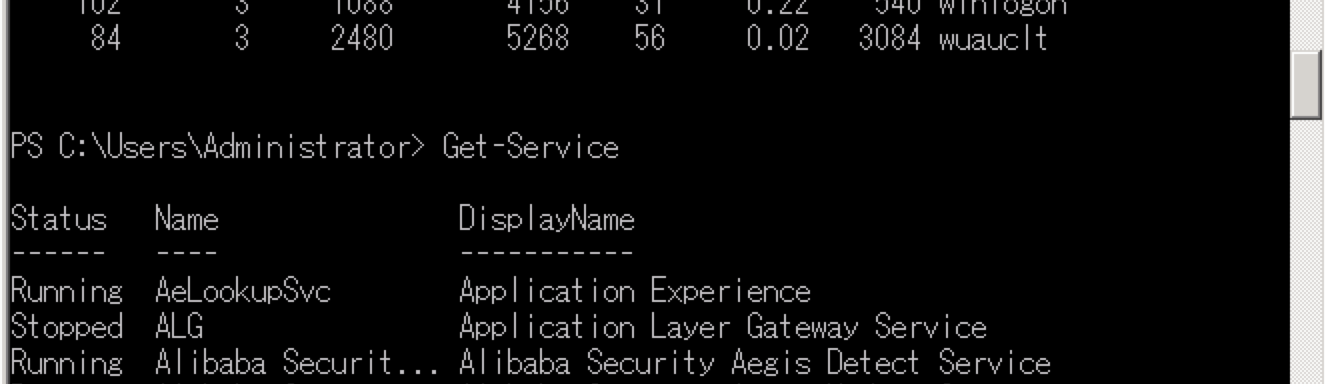 102 3 1088 4156 31 0.22 540 winlogon
84 3 2480 5268 56 0.02 3084 wuauclt
PS C:\Users\Administrator> Get-Service
Status Name DisplayName
------ ---- -----------
Running AeLookupSvc Application Experience
Stopped ALG Application Layer Gateway Service
Running Alibaba Securit... Alibaba Security Aegis Detect Service